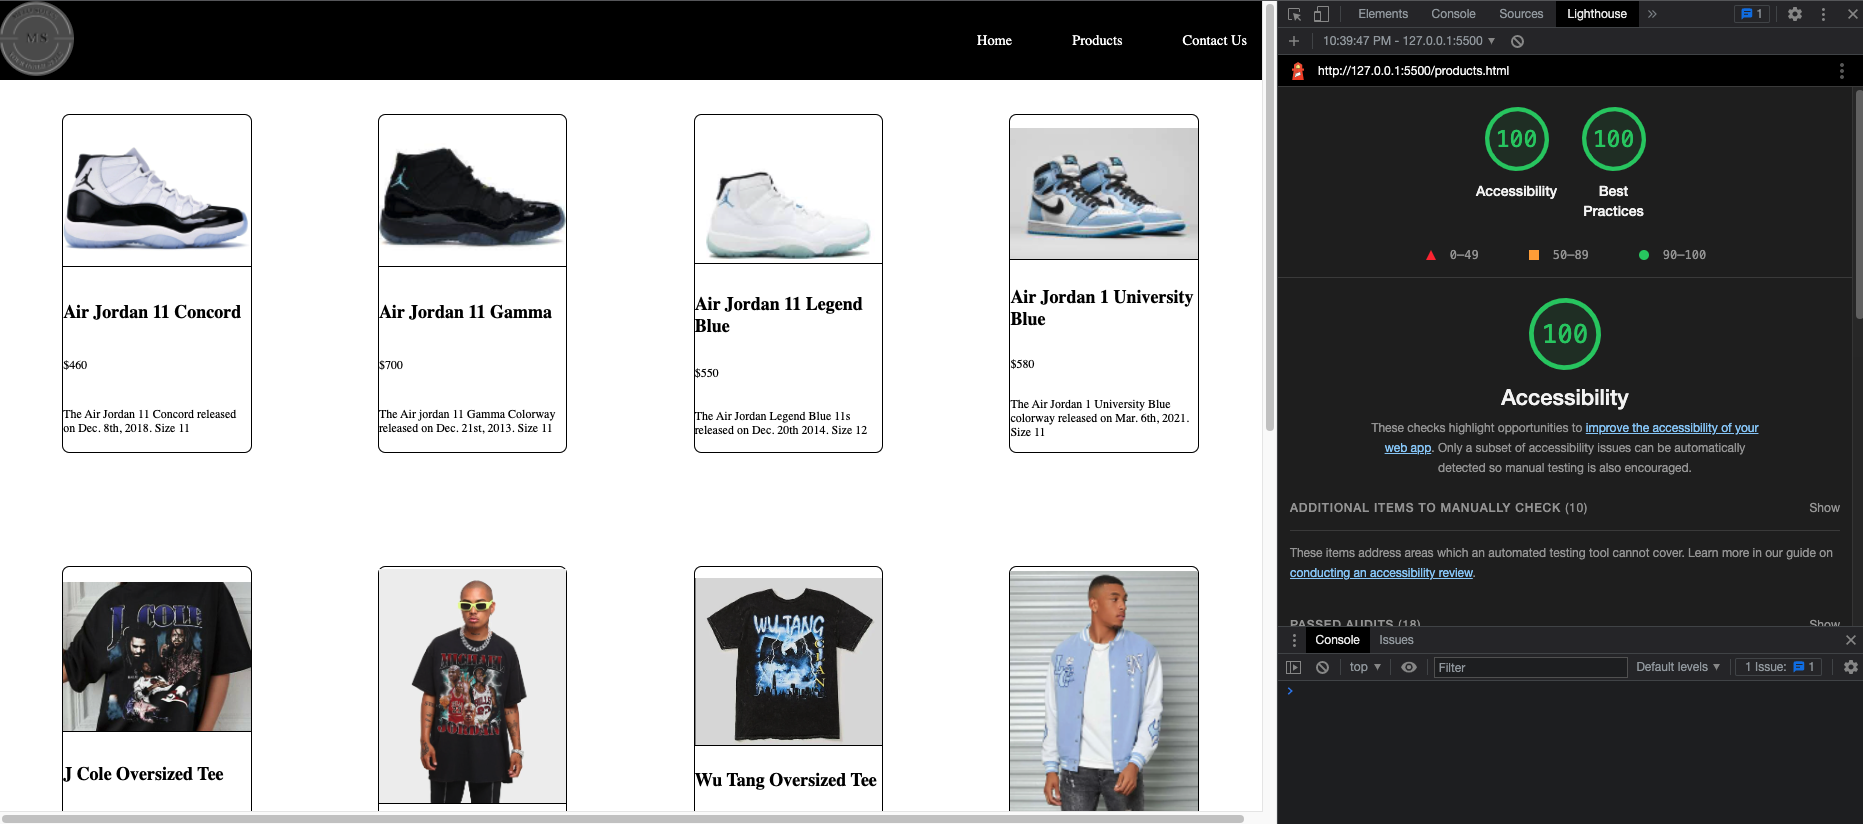 MS
Home
Products
Contact Us
Air Jordan 11 Concord
$460
The Air Jordan 11 Concord released
on Dec. 8th, 2018. Size 11
Air Jordan 11 Gamma
$700
The Air jordan 11 Gamma Colorway
released on Dec. 21st, 2013. Size 11
Air Jordan 11 Legend
Blue
$550
The Air Jordan Legend Blue 11s
released on Dec. 20th 2014. Size 12
Air Jordan 1 University
Blue
$580
The Air Jordan 1 University Blue
colorway released on Mar. 6th, 2021.
Size 11
J. COLE
J Cole Oversized Tee
MICHAEL
JORDAN
WU TANG
CLAN
Wu Tang Oversized Tee
Elements
Console
Sources
Lighthouse
1
10:39:47 PM - 127.0.0.1:5500
http://127.0.0.1:5500/products.html
100
Accessibility
100
Best
Practices
0–49
50–89
90–100
100
Accessibility
These checks highlight opportunities to improve the accessibility of your
web app. Only a subset of accessibility issues can be automatically
detected so manual testing is also encouraged.
ADDITIONAL ITEMS TO MANUALLY CHECK (10)
Show
These items address areas which an automated testing tool cannot cover. Learn more in our guide on
conducting an accessibility review.
PASSED AUDITS (18)
Show
Console
Issues
top
Filter
Default levels
1 Issue:
1